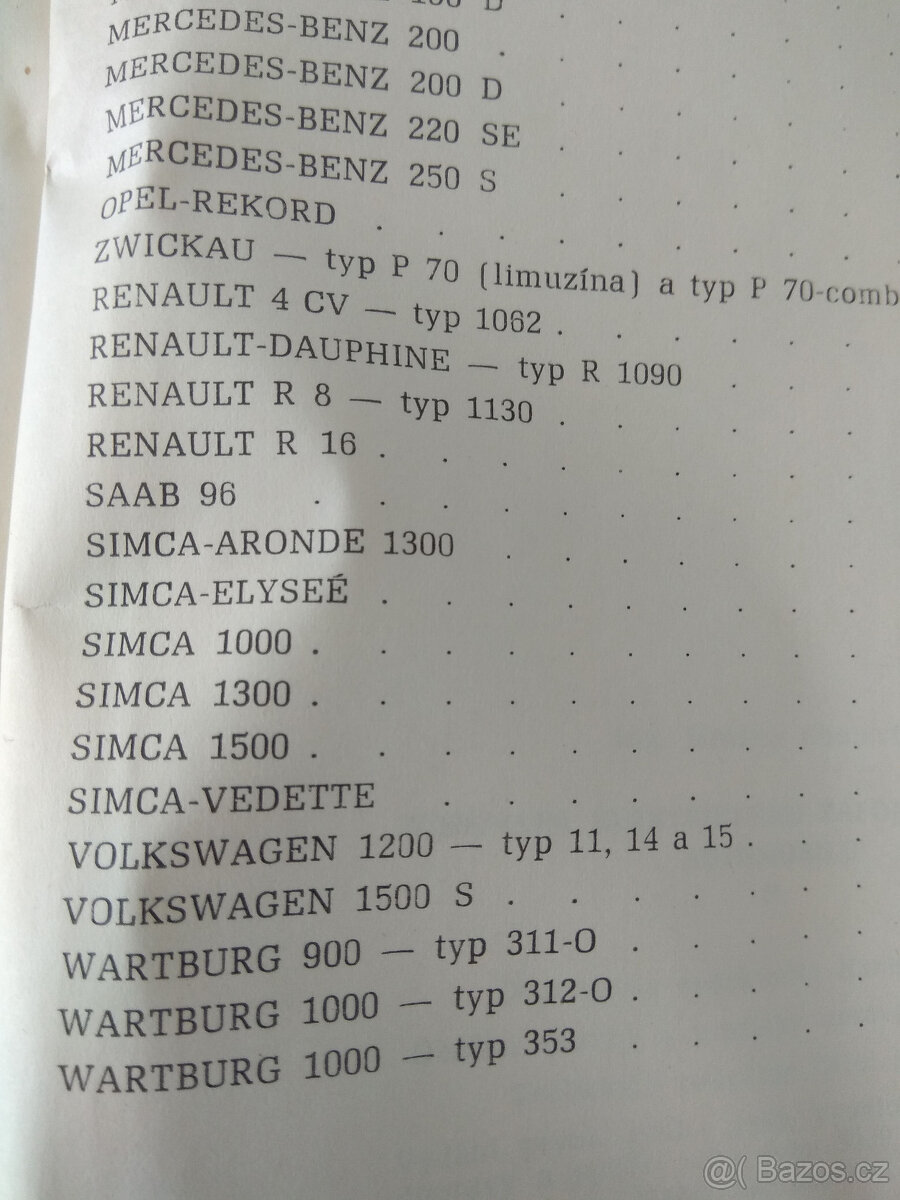 D
MERCEDES-BENZ 200 .
MERCEDES-BENZ 200 D
MERCEDES-BENZ 220 SE
MERCEDES-BENZ 250 S
OPEL-REKORD
ZWICKAU — typ P 70 (limuzína) a typ P 70-comb
RENAULT 4 CV — typ 1062 .
RENAULT-DAUPHINE — typ R 1090
RENAULT R 8 — typ 1130
RENAULT R 16 .
SAAB 96
SIMCA-ARONDE 1300
SIMCA-ELYSEÉ
SIMCA 1000 .
SIMCA 1300 .
SIMCA 1500 .
SIMCA-VEDETTE
VOLKSWAGEN 1200 — typ 11, 14 a 15 .
VOLKSWAGEN 1500 S .
WARTBURG 900 — typ 311-O
WARTBURG 1000 — typ 312-O .
WARTBURG 1000 — typ 353
@( Bazos.cz